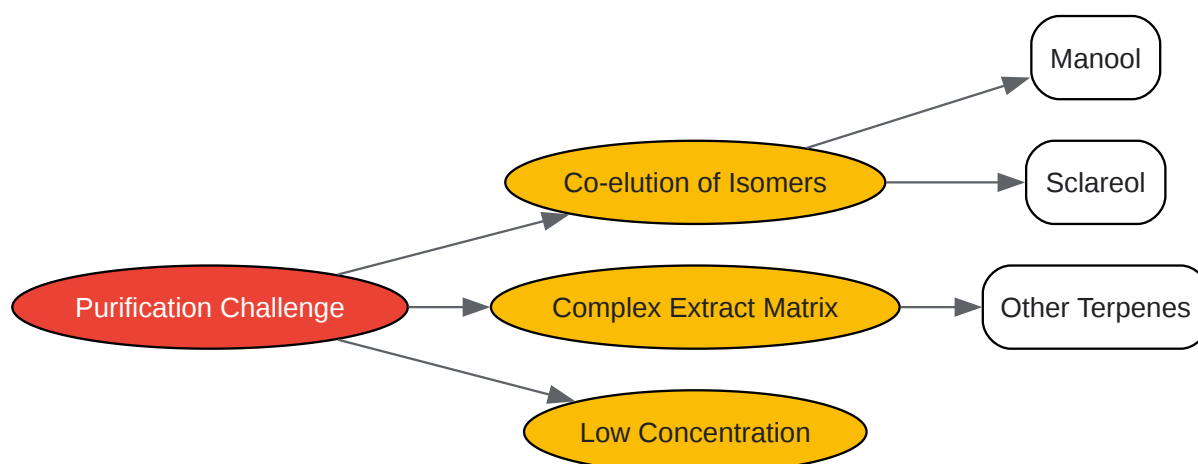 Manool
Co-elution of Isomers
Sclareol
Purification Challenge
Complex Extract Matrix
Other Terpenes
Low Concentration